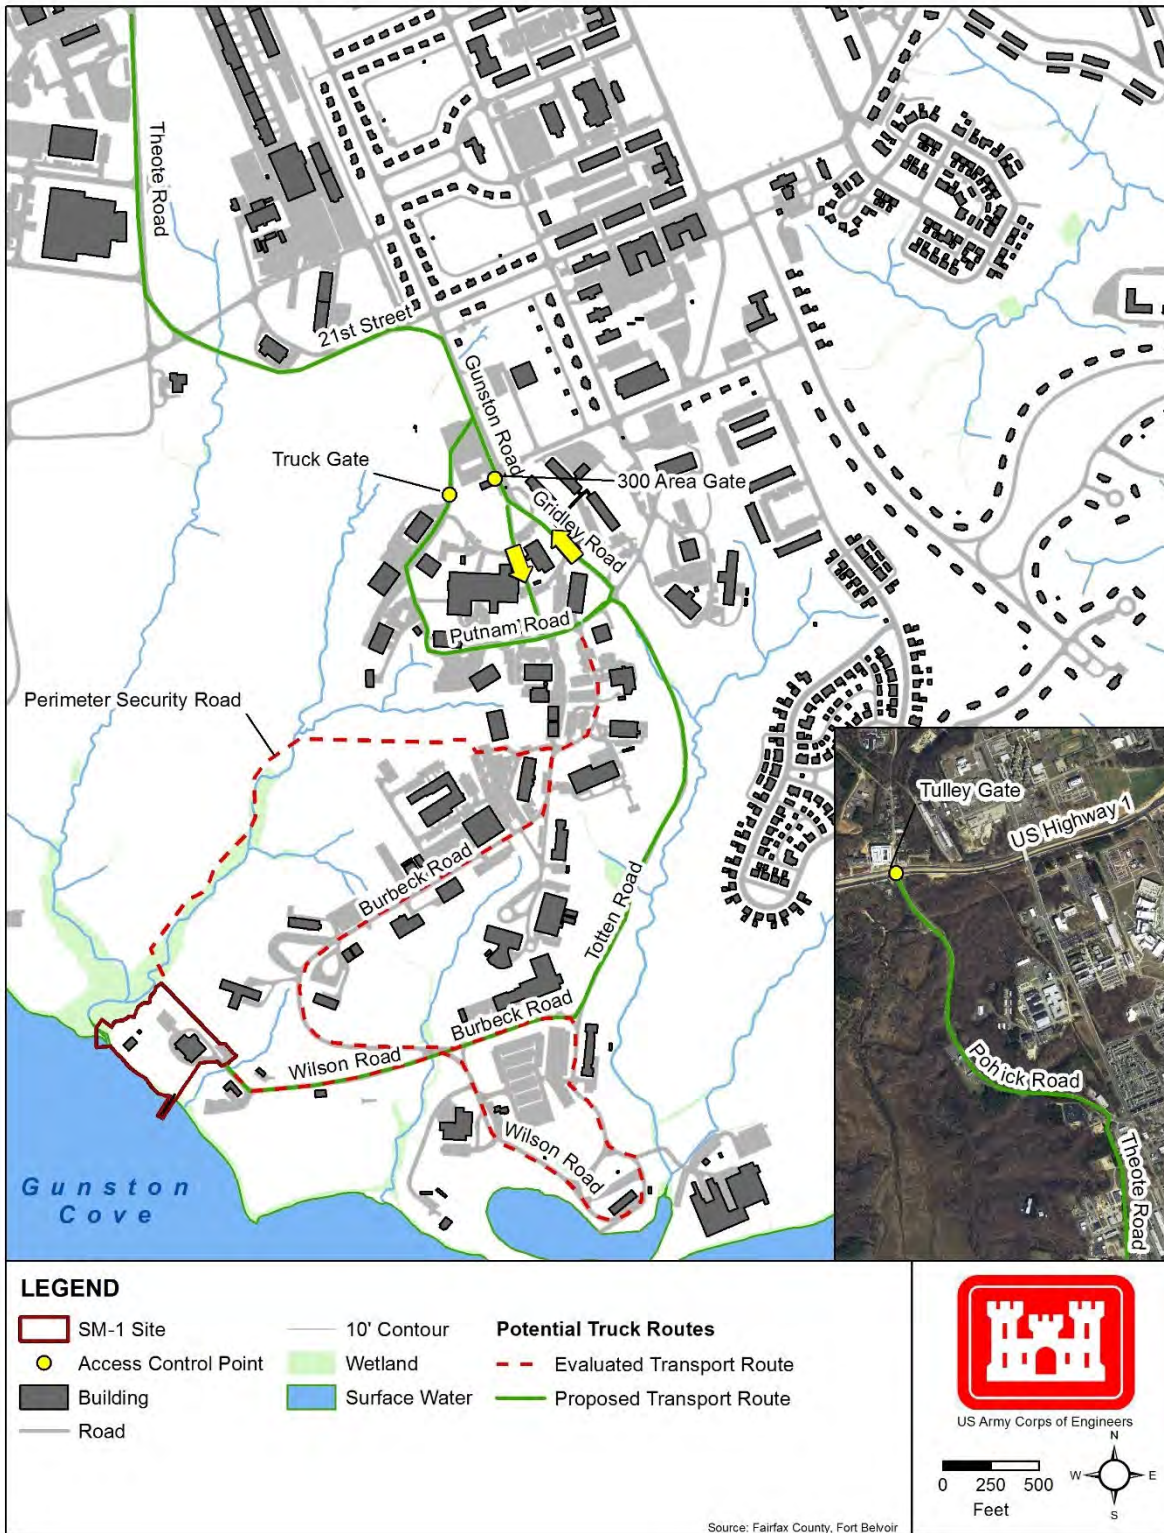 Theote Road
21st Street
Gunston Road
Truck Gate
300 Area Gate
Gridley Road
Putnam Road
Perimeter Security Road
Tulley Gate
US Highway 1
Burbeck Road
Totten Road
Burbeck Road
Wilson Road
Pohick Road
Wilson Road
Theote Road
Gunston
Cove
LEGEND
SM-1 Site
Access Control Point
Building
Road
10' Contour
Wetland
Surface Water
Potential Truck Routes
Evaluated Transport Route
Proposed Transport Route
US Army Corps of Engineers
N
W E
S
0 250 500
Feet
Source: Fairfax County, Fort Belvoir